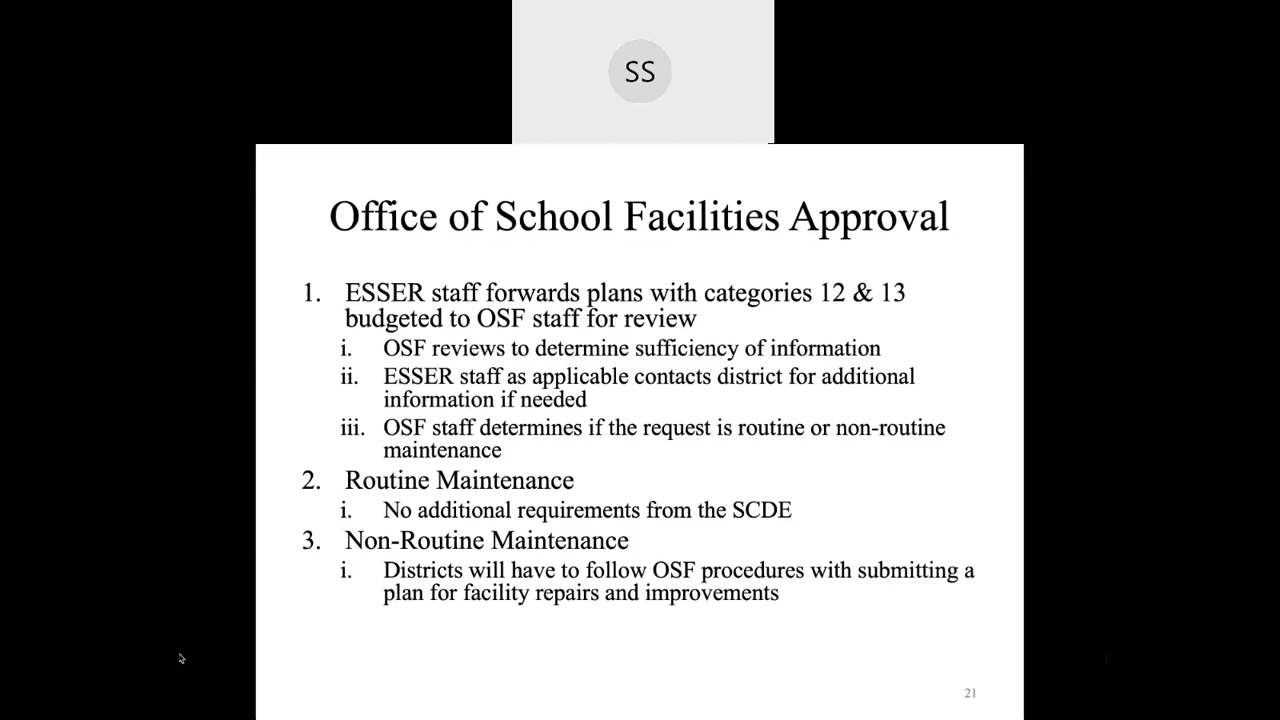 SS
Office of School Facilities Approval
1. ESSER staff forwards plans with categories 12 & 13
budgeted to OSF staff for review
i. OSF reviews to determine sufficiency of information
ii. ESSER staff as applicable contacts district for additional
information if needed
iii. OSF staff determines if the request is routine or non-routine
maintenance
2. Routine Maintenance
i. No additional requirements from the SCDE
3. Non-Routine Maintenance
i. Districts will have to follow OSF procedures with submitting a
plan for facility repairs and improvements
21